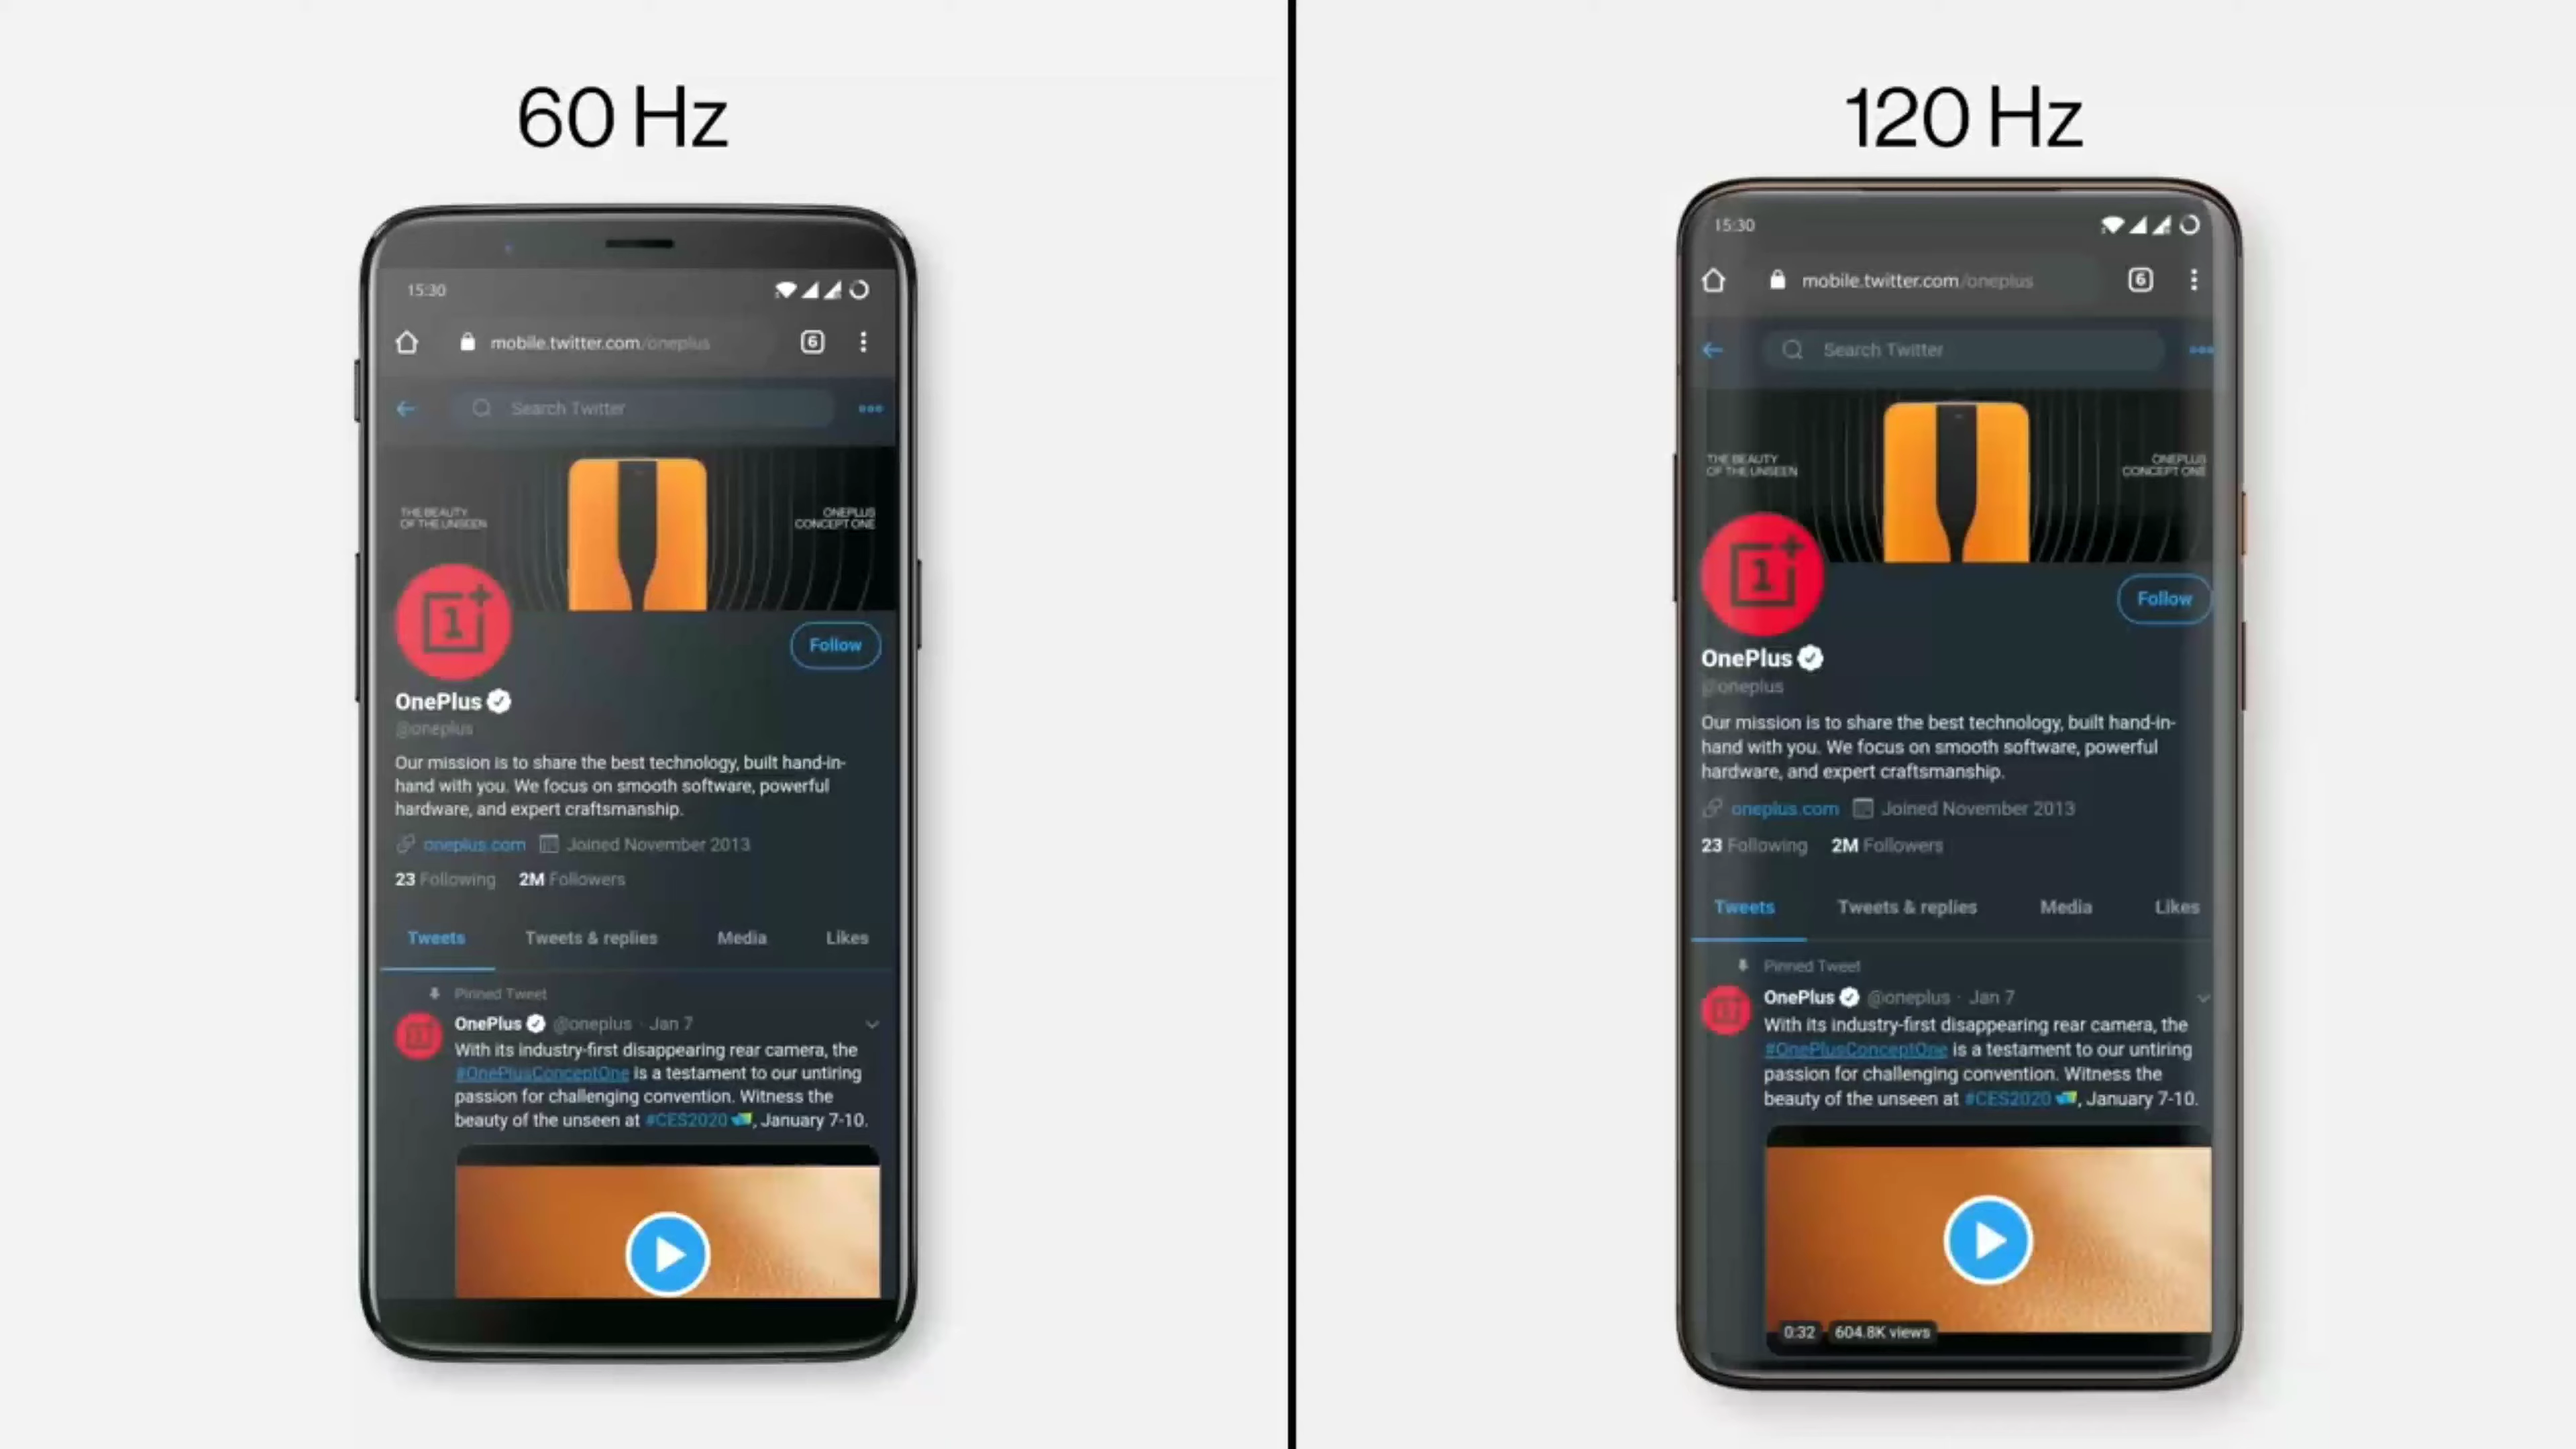 60 Hz
15:30
mobile.twitter.com/oneplus
6
Search Twitter
THE BEAUTY
OF THE UNSEEN
ONEPLUS
CONCEPT ONE
Follow
OnePlus
@oneplus
Our mission is to share the best technology, built hand-in-
hand with you. We focus on smooth software, powerful
hardware, and expert craftsmanship.
oneplus.com Joined November 2013
23 Following 2M Followers
Tweets Tweets & replies Media Likes
Pinned Tweet
OnePlus @oneplus · Jan 7
With its industry-first disappearing rear camera, the
#OnePlusConceptOne is a testament to our untiring
passion for challenging convention. Witness the
beauty of the unseen at #CES2020, January 7-10.
120 Hz
15:30
mobile.twitter.com/oneplus
6
Search Twitter
THE BEAUTY
OF THE UNSEEN
ONEPLUS
CONCEPT ONE
Follow
OnePlus
@oneplus
Our mission is to share the best technology, built hand-in-
hand with you. We focus on smooth software, powerful
hardware, and expert craftsmanship.
oneplus.com Joined November 2013
23 Following 2M Followers
Tweets Tweets & replies Media Likes
Pinned Tweet
OnePlus @oneplus · Jan 7
With its industry-first disappearing rear camera, the
#OnePlusConceptOne is a testament to our untiring
passion for challenging convention. Witness the
beauty of the unseen at #CES2020, January 7-10.
0:32 604.8K views